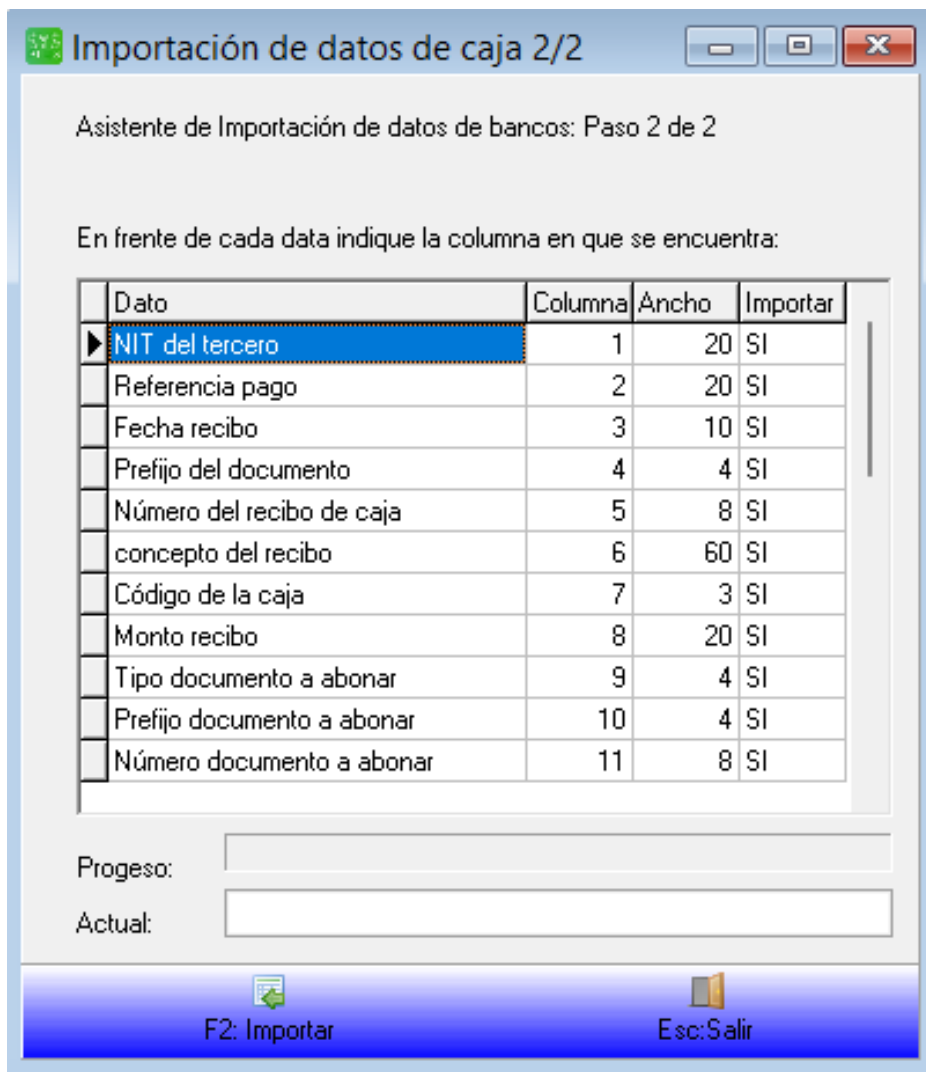 Importación de datos de caja 2/2
Asistente de Importación de datos de bancos: Paso 2 de 2
En frente de cada data indique la columna en que se encuentra:
Dato Columna Ancho Importar
NIT del tercero 1 20 SI
Referencia pago 2 20 SI
Fecha recibo 3 10 SI
Prefijo del documento 4 4 SI
Número del recibo de caja 5 8 SI
concepto del recibo 6 60 SI
Código de la caja 7 3 SI
Monto recibo 8 20 SI
Tipo documento a abonar 9 4 SI
Prefijo documento a abonar 10 4 SI
Número documento a abonar 11 8 SI
Progeso:
Actual:
F2: Importar Esc:Salir